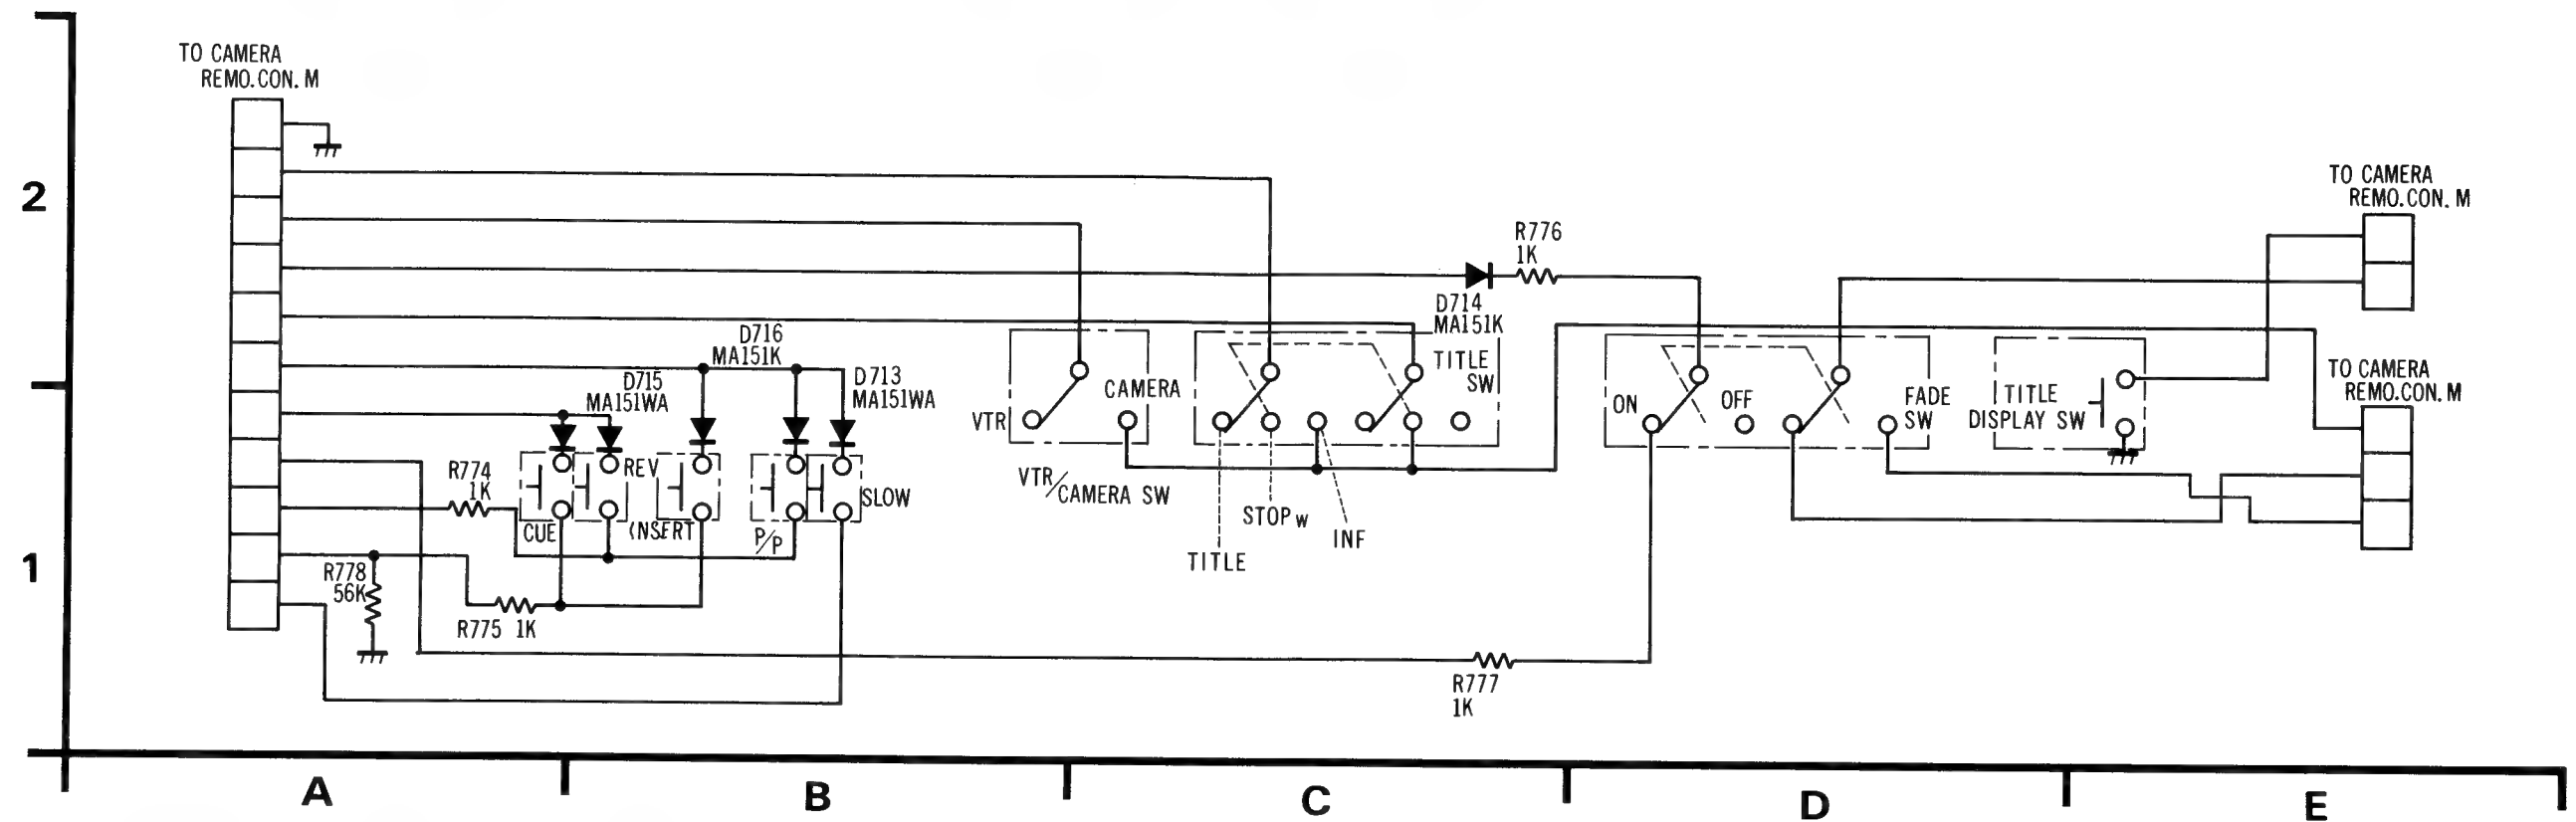 TO CAMERA
REMO.CON. M
2
TO CAMERA
REMO.CON. M
R776
1K
D714
MA151K
D716
MA151K
D715
MA151WA
D713
MA151WA
TITLE
SW
TO CAMERA
REMO.CON. M
VTR
CAMERA
ON
OFF
FADE
SW
TITLE
DISPLAY SW
R774
1K
REV
SLOW
VTR/CAMERA SW
CUE
P/P
STOP W
INF
TITLE
1
R778
56K
R775 1K
R777
1K
A
B
C
D
E